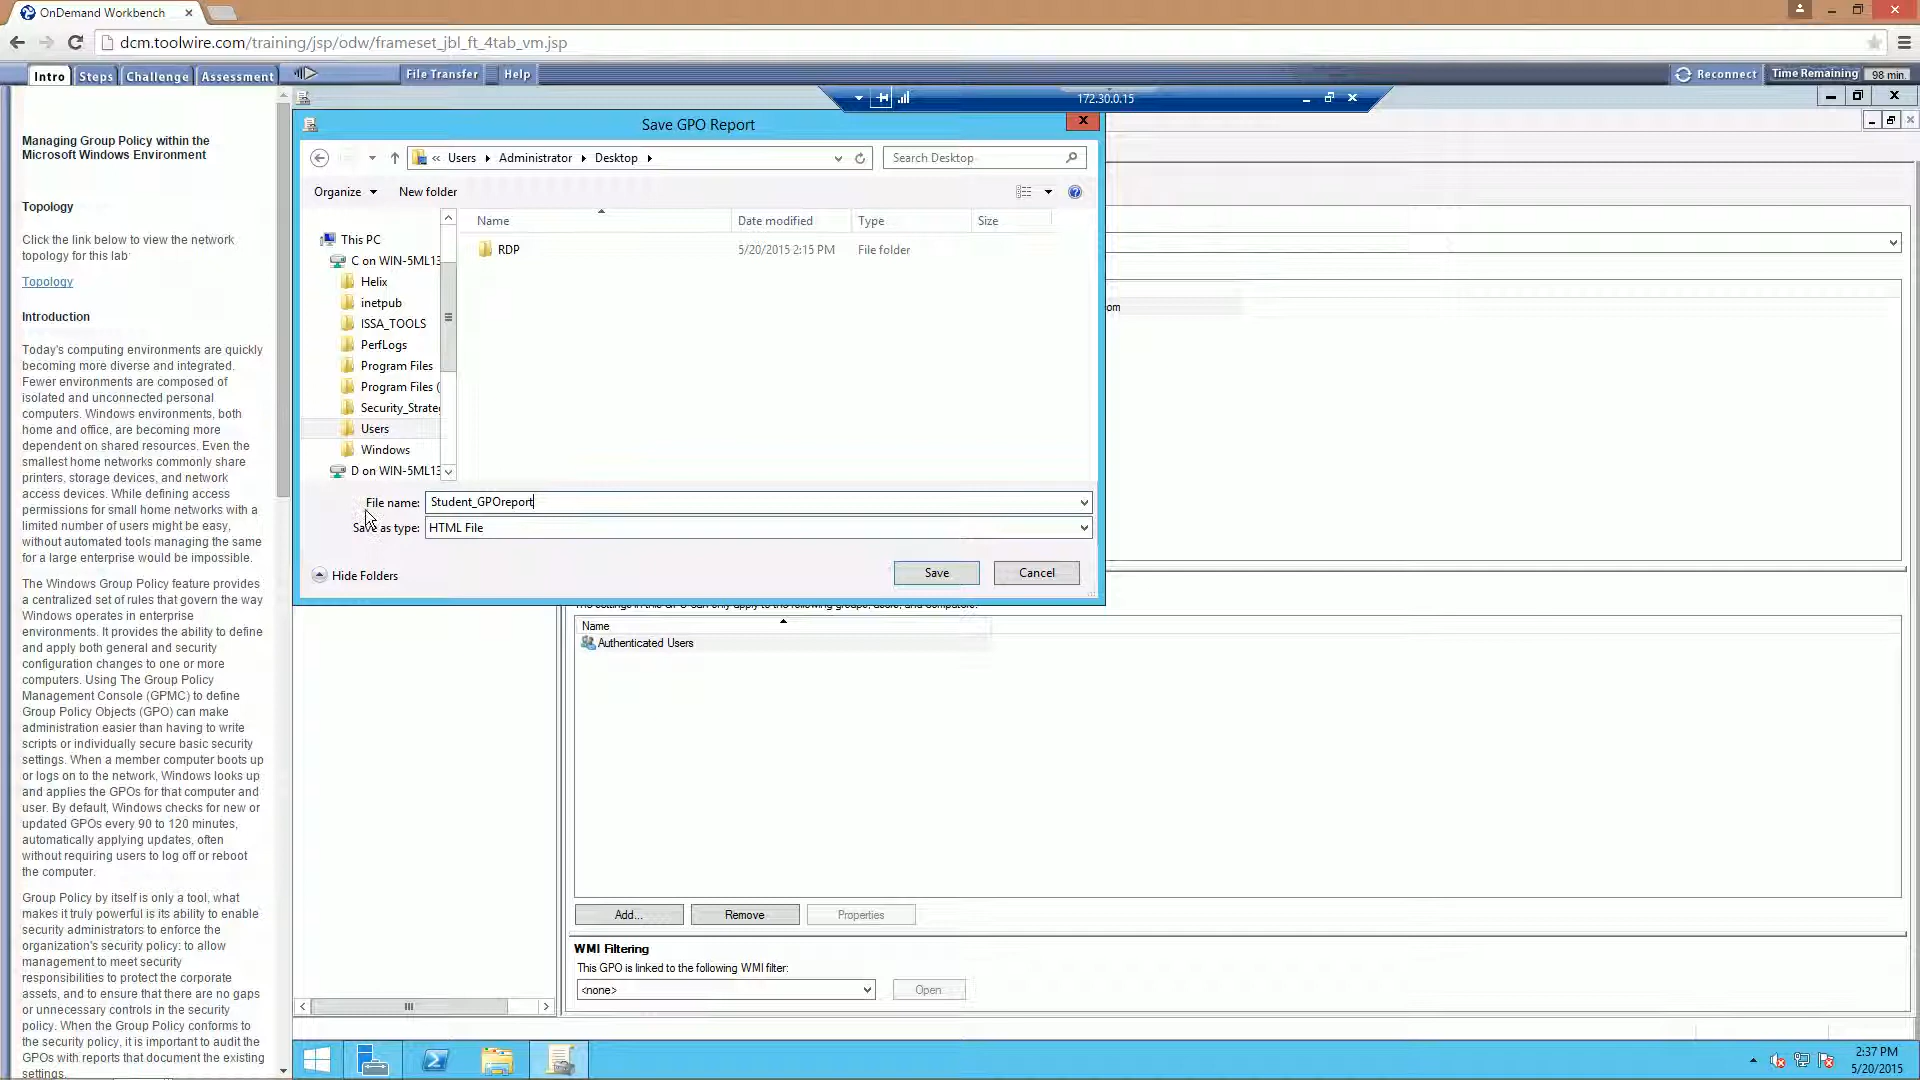 OnDemand Workbench
dcm.toolwire.com/training/jsp/odw/frameset_jbl_ft_4tab_vm.jsp
Intro Steps Challenge Assessment File Transfer Help Reconnect Time Remaining 98 min.
172.30.0.15
Managing Group Policy within the
Microsoft Windows Environment
Topology
Click the link below to view the network
topology for this lab
Topology
Introduction
Today's computing environments are quickly
becoming more diverse and integrated.
Fewer environments are composed of
isolated and unconnected personal
computers. Windows environments, both
home and office, are becoming more
dependent on shared resources. Even the
smallest home networks commonly share
printers, storage devices, and network
access devices. While defining access
permissions for small home networks with a
limited number of users might be easy,
without automated tools managing the same
for a large enterprise would be impossible.
The Windows Group Policy feature provides
a centralized set of rules that govern the way
Windows operates in enterprise
environments. It provides the ability to define
and apply both general and security
configuration changes to one or more
computers. Using The Group Policy
Management Console (GPMC) to define
Group Policy Objects (GPO) can make
administration easier than having to write
scripts or individually secure basic security
settings. When a member computer boots up
or logs on to the network, Windows looks up
and applies the GPOs for that computer and
user. By default, Windows checks for new or
updated GPOs every 90 to 120 minutes,
automatically applying updates, often
without requiring users to log off or reboot
the computer.
Group Policy by itself is only a tool, what
makes it truly powerful is its ability to enable
security administrators to enforce the
organization's security policy: to allow
management to meet security
responsibilities to protect the corporate
assets, and to ensure that there are no gaps
or unnecessary controls in the security
policy. When the Group Policy conforms to
the security policy, it is important to audit the
GPOs with reports that document the existing
settings.
Save GPO Report
« Users Administrator Desktop
Search Desktop
Organize New folder
Name Date modified Type Size
RDP 5/20/2015 2:15 PM File folder
This PC
C on WIN-5ML13
Helix
inetpub
ISSA_TOOLS
PerfLogs
Program Files
Program Files (
Security_Strate
Users
Windows
D on WIN-5ML13
File name: Student_GPOreport
Save as type: HTML File
Hide Folders Save Cancel
om
The settings in this GPO can only apply to the following groups, users, and computers:
Name
Authenticated Users
Add... Remove Properties
WMI Filtering
This GPO is linked to the following WMI filter:
<none> Open
2:37 PM
5/20/2015